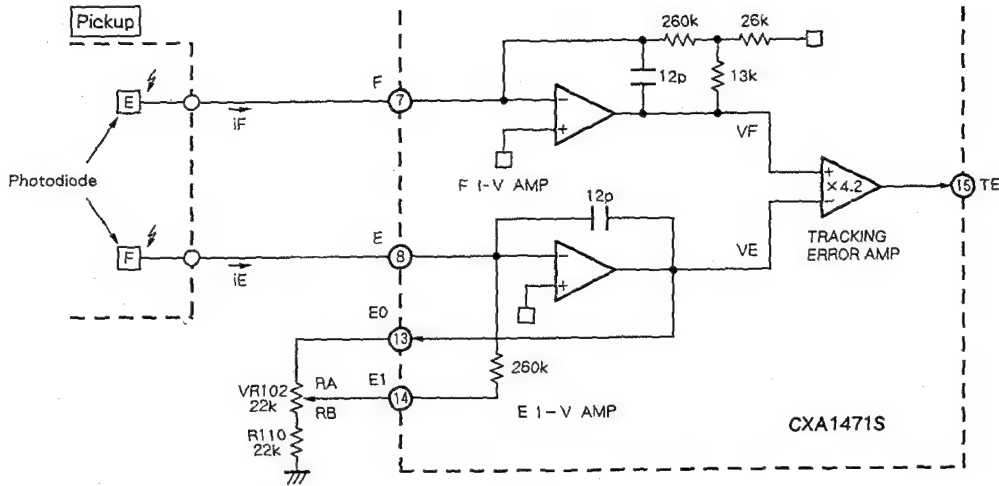 Pickup
260k
26k
12p
13k
E
F
7
iF
VF
Photodiode
F I-V AMP
+
×4.2
−
15
TE
12p
F
E
8
iE
VE
TRACKING
ERROR AMP
E0
13
260k
VR102
22k
RA
RB
E1
14
E I-V AMP
R110
22k
CXA1471S